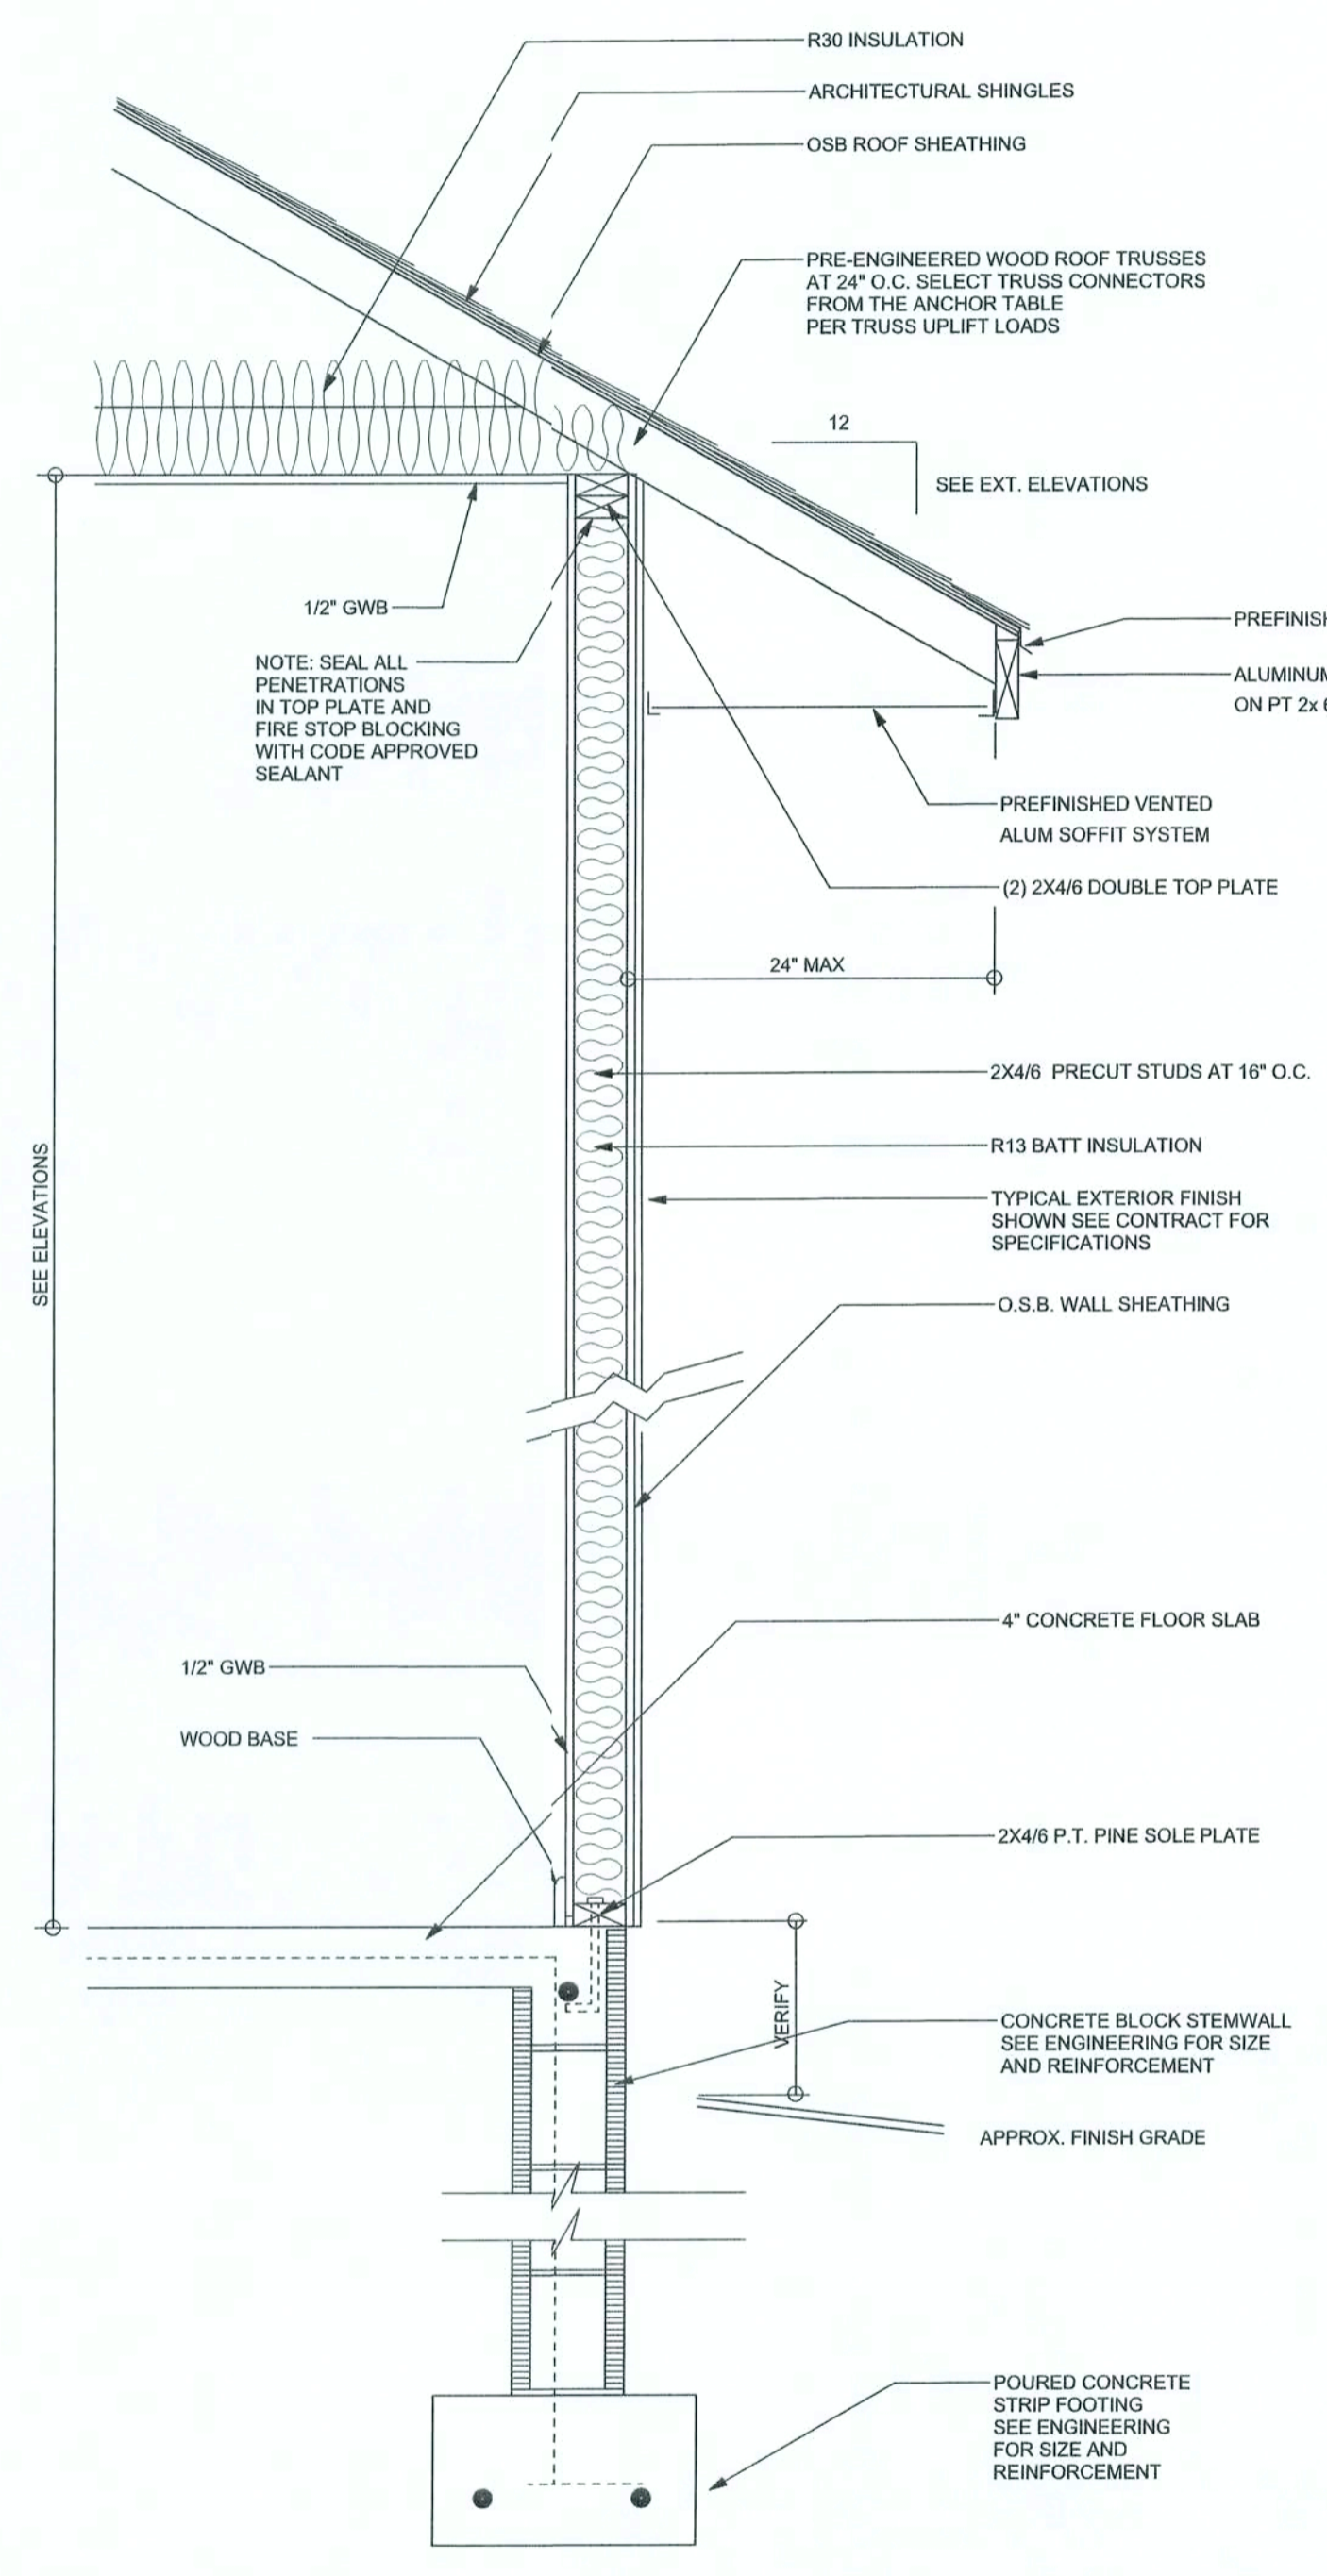 R30 INSULATION
ARCHITECTURAL SHINGLES
OSB ROOF SHEATHING
PRE-ENGINEERED WOOD ROOF TRUSSES
AT 24" O.C. SELECT TRUSS CONNECTORS
FROM THE ANCHOR TABLE
PER TRUSS UPLIFT LOADS
12
SEE EXT. ELEVATIONS
1/2" GWB
NOTE: SEAL ALL
PENETRATIONS
IN TOP PLATE AND
FIRE STOP BLOCKING
WITH CODE APPROVED
SEALANT
ALUMINUM
ON PT 2x 6
PREFINISHED VENTED
ALUM SOFFIT SYSTEM
(2) 2X4/6 DOUBLE TOP PLATE
24" MAX
2X4/6 PRECUT STUDS AT 16" O.C.
R13 BATT INSULATION
TYPICAL EXTERIOR FINISH
SHOWN SEE CONTRACT FOR
SPECIFICATIONS
SEE ELEVATIONS
O.S.B. WALL SHEATHING
4" CONCRETE FLOOR SLAB
1/2" GWB
WOOD BASE
2X4/6 P.T. PINE SOLE PLATE
VERIFY
CONCRETE BLOCK STEMWALL
SEE ENGINEERING FOR SIZE
AND REINFORCEMENT
APPROX. FINISH GRADE
POURED CONCRETE
STRIP FOOTING
SEE ENGINEERING
FOR SIZE AND
REINFORCEMENT